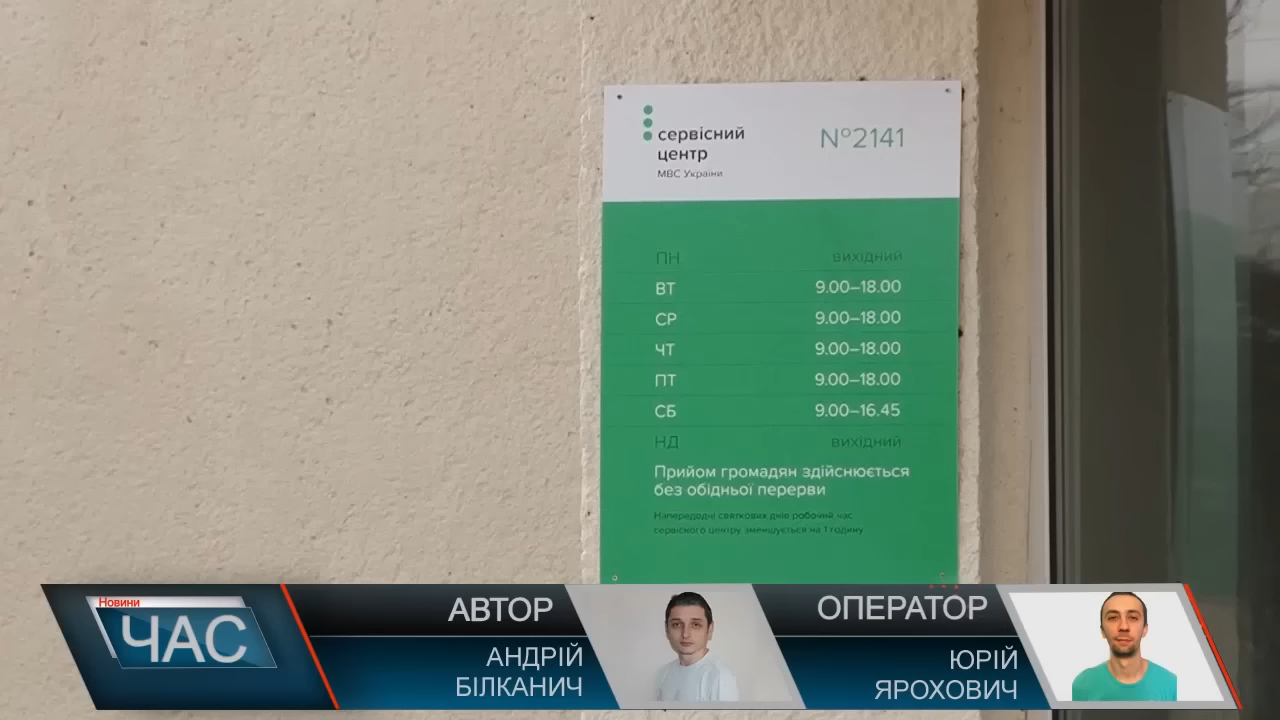 сервісний
центр
МВС України
№2141
ПН вихідний
ВТ 9.00–18.00
СР 9.00–18.00
ЧТ 9.00–18.00
ПТ 9.00–18.00
СБ 9.00–16.45
НД вихідний
Прийом громадян здійснюється
без обідньої перерви
Напередодні святкових днів робочий час
сервісного центру зменшується на 1 годину
Новини
ЧАС
АВТОР
АНДРІЙ
БІЛКАНИЧ
ОПЕРАТОР
ЮРІЙ
ЯРОХОВИЧ